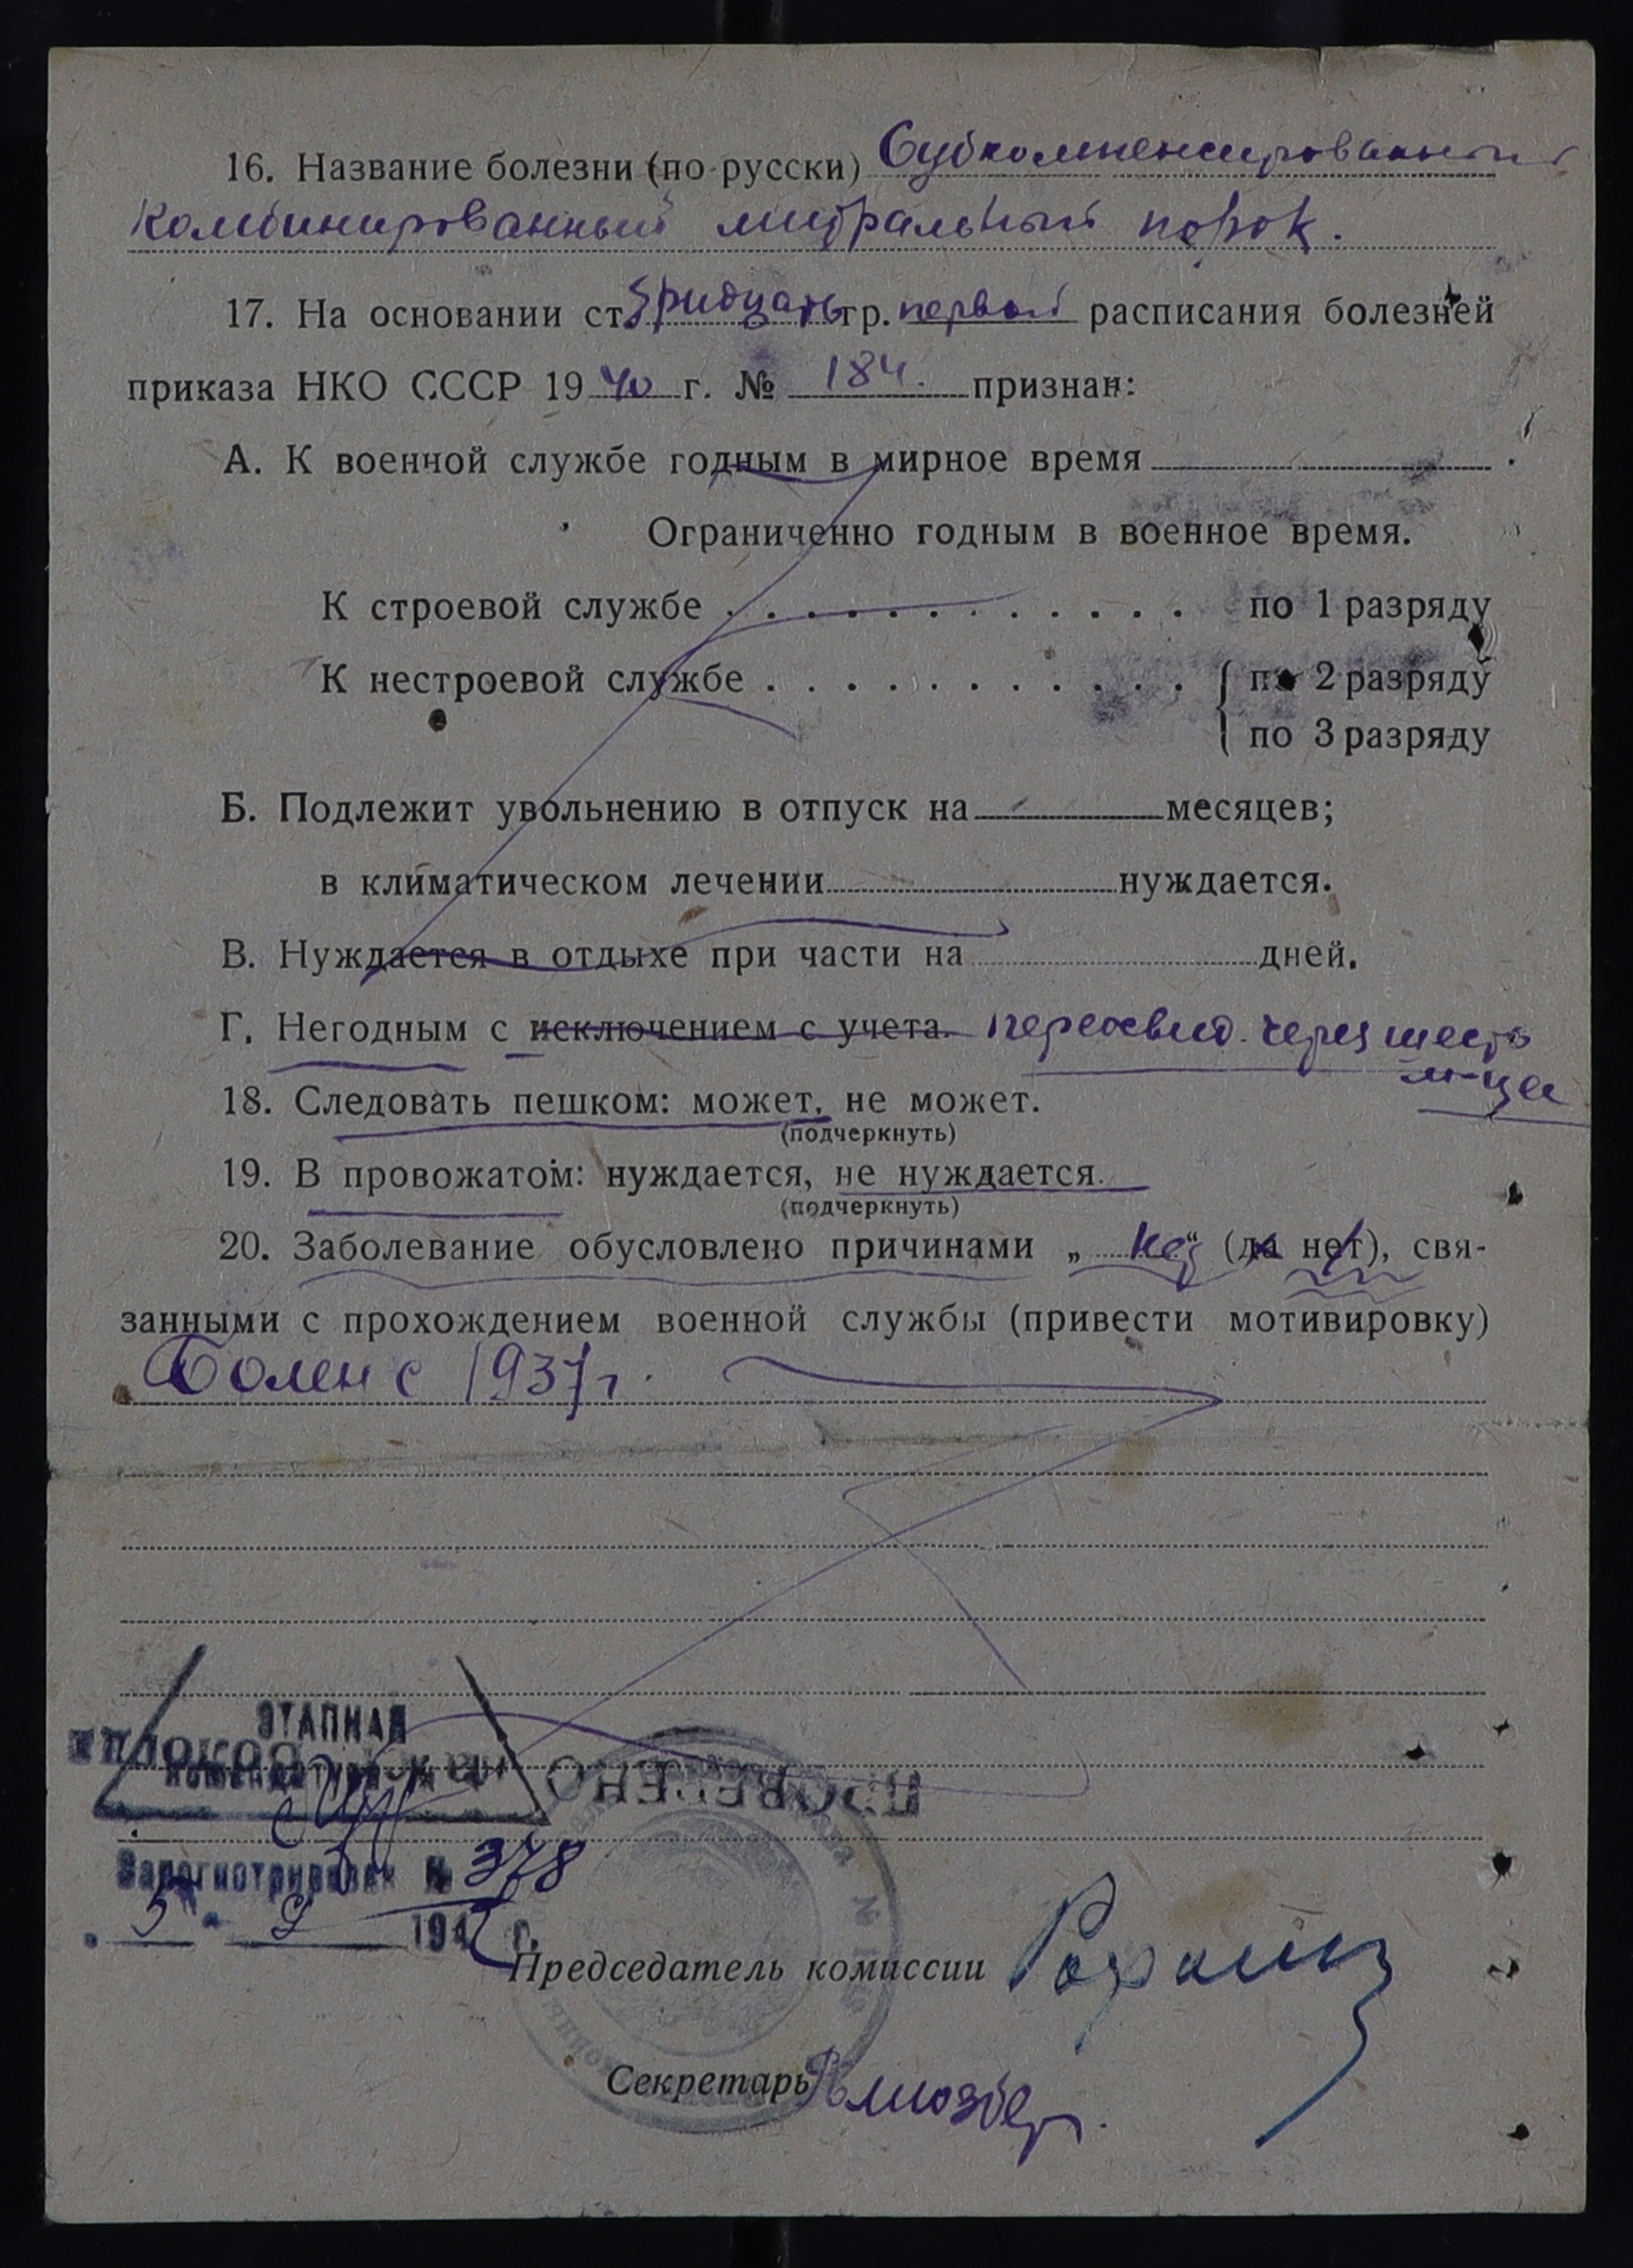 16. Название болезни (по-русски) Субкомпенсированный
комбинированный митральный порок.
17. На основании ст. тридцать гр. первой расписания болезней
приказа НКО СССР 1940 г. № 184. признан:
А. К военной службе годным в мирное время
Ограниченно годным в военное время.
К строевой службе . . . . . . . . . . . . по 1 разряду
К нестроевой службе . . . . . . . . . . . { по 2 разряду
по 3 разряду
Б. Подлежит увольнению в отпуск на месяцев;
в климатическом лечении нуждается.
В. Нуждается в отдыхе при части на дней.
Г. Негодным с исключением с учета. переосвид. через шесть
м-цев
18. Следовать пешком: может, не может.
(подчеркнуть)
19. В провожатом: нуждается, не нуждается.
(подчеркнуть)
20. Заболевание обусловлено причинами „ нет “ (да нет), свя-
занными с прохождением военной службы (привести мотивировку)
Болен с 1937 г.
ЭТАПНАЯ
ПРОВЕДЕНО
Зарегистрирован № 378
5 " 9 1942 г.
Председатель комиссии
Секретарь